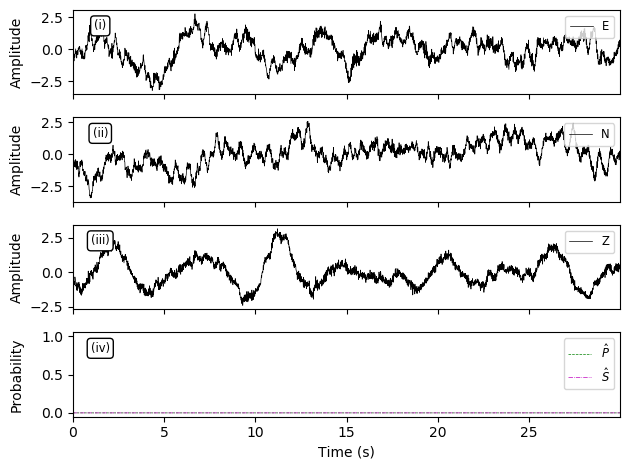 (i)
E
Amplitude
2.5
0.0
−2.5
(ii)
N
Amplitude
2.5
0.0
−2.5
(iii)
Z
Amplitude
2.5
0.0
−2.5
(iv)
P̂
Ŝ
Probability
1.0
0.5
0.0
0 5 10 15 20 25
Time (s)